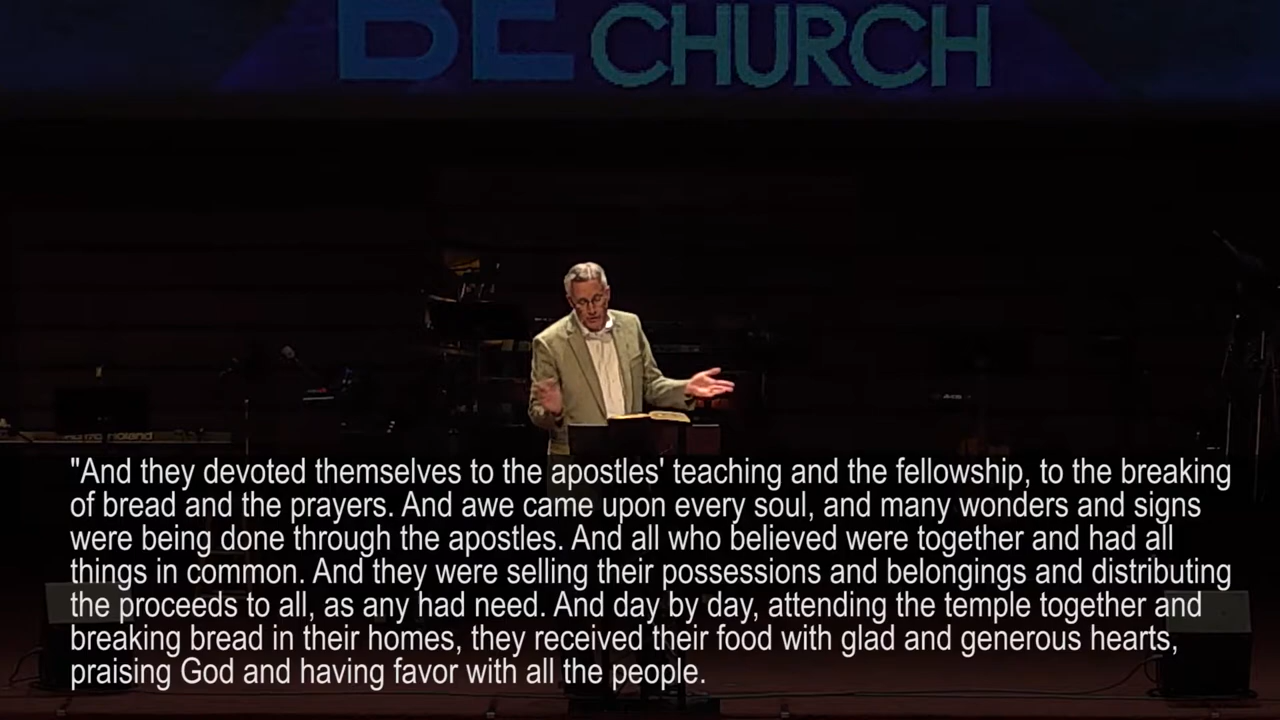 BE CHURCH
"And they devoted themselves to the apostles' teaching and the fellowship, to the breaking
of bread and the prayers. And awe came upon every soul, and many wonders and signs
were being done through the apostles. And all who believed were together and had all
things in common. And they were selling their possessions and belongings and distributing
the proceeds to all, as any had need. And day by day, attending the temple together and
breaking bread in their homes, they received their food with glad and generous hearts,
praising God and having favor with all the people.